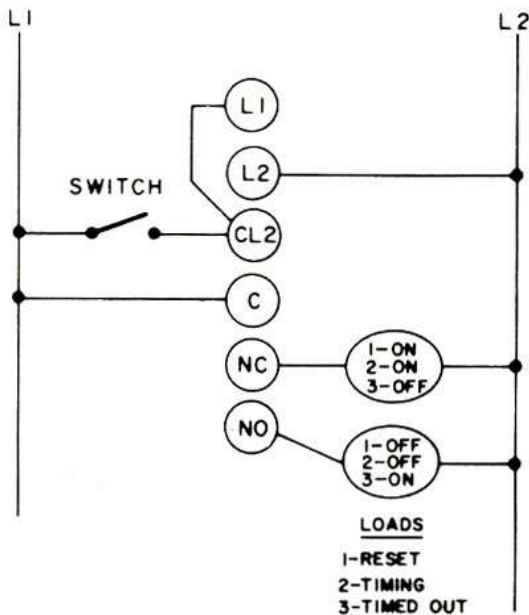 L1
L2
L1
L2
SWITCH
CL2
C
NC
1-ON
2-ON
3-OFF
NO
1-OFF
2-OFF
3-ON
LOADS
1-RESET
2-TIMING
3-TIMED OUT